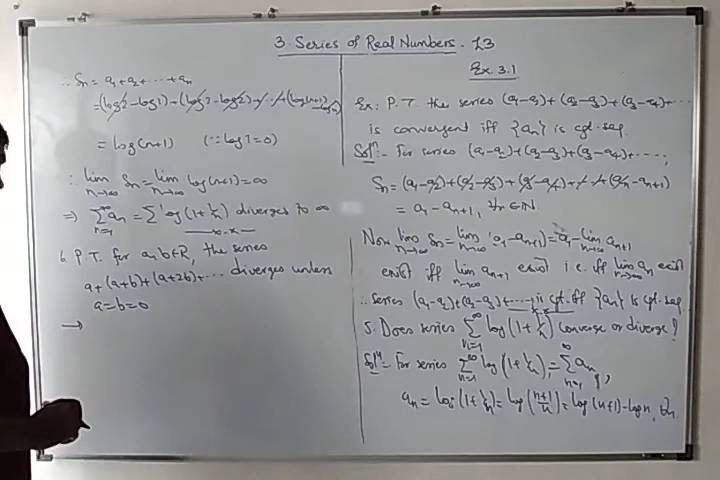 3. Series of Real Numbers. L3
Ex. 3.1
∴ Sn = a1 + a2 + ..... + an
= (log2 - log1) + (log3 - log2) + ... + (log(n+1) - logn)
= log(n+1) (∵ log1 = 0)
∴ lim n→∞ Sn = lim n→∞ log(n+1) = ∞
⇒ ∞ Σ n=1 an = Σ log(1 + 1/n) diverges to ∞
6. P.T. for a, b ∈ R, the series
a + (a+b) + (a+2b) + .... diverges unless
a = b = 0
→
Ex: P.T. the series (a1 - a2) + (a2 - a3) + (a3 - a4) + ....
is convergent iff {an} is cgt. seq.
Solⁿ:- For series (a1 - a2) + (a2 - a3) + (a3 - a4) + ....,
Sn = (a1 - a2) + (a2 - a3) + (a3 - a4) + ... + (an - an+1)
= a1 - an+1, ∀n ∈ N.
Now lim n→∞ Sn = lim n→∞ (a1 - an+1) = a1 - lim n→∞ an+1
exist iff lim n→∞ an+1 exist i.e. iff lim n→∞ an exist
∴ Series (a1 - a2) + (a2 - a3) + ..... is cgt. iff {an} is cgt. seq.
5. Does series ∞ Σ n=1 log(1 + 1/n) converse or diverge?
Solⁿ:- For series ∞ Σ n=1 log(1 + 1/n) = ∞ Σ n=1 an,
an = log(1 + 1/n) = log((n+1)/n) = log(n+1) - logn, ∀n.